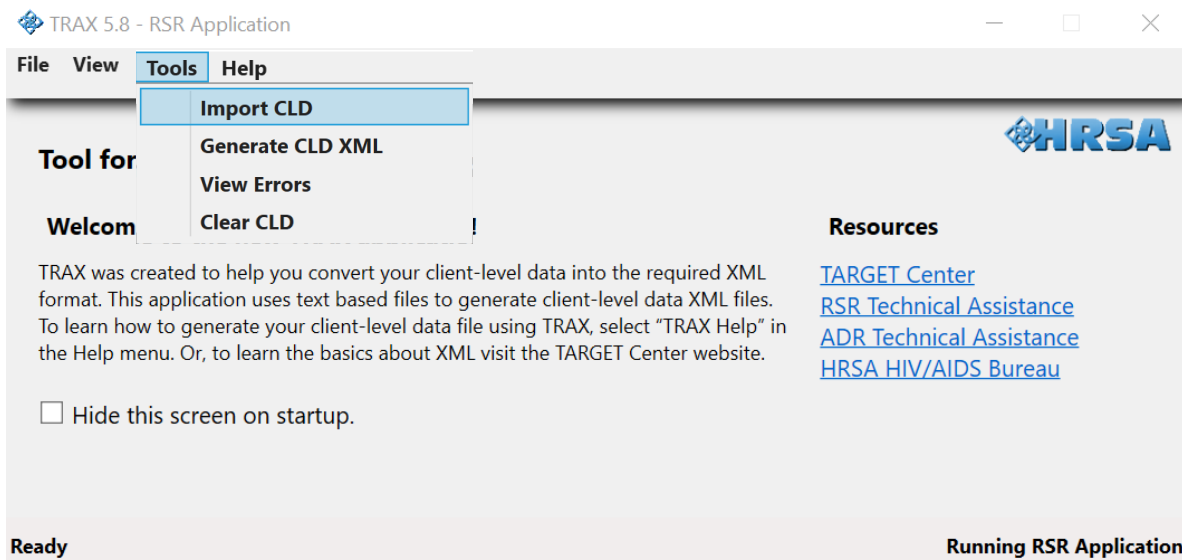 TRAX 5.8 - RSR Application
File View Tools Help
Import CLD
Generate CLD XML
View Errors
Clear CLD
HRSA
Tool for
Welcom
!
Resources
TRAX was created to help you convert your client-level data into the required XML
format. This application uses text based files to generate client-level data XML files.
To learn how to generate your client-level data file using TRAX, select “TRAX Help” in
the Help menu. Or, to learn the basics about XML visit the TARGET Center website.
TARGET Center
RSR Technical Assistance
ADR Technical Assistance
HRSA HIV/AIDS Bureau
Hide this screen on startup.
Ready
Running RSR Application